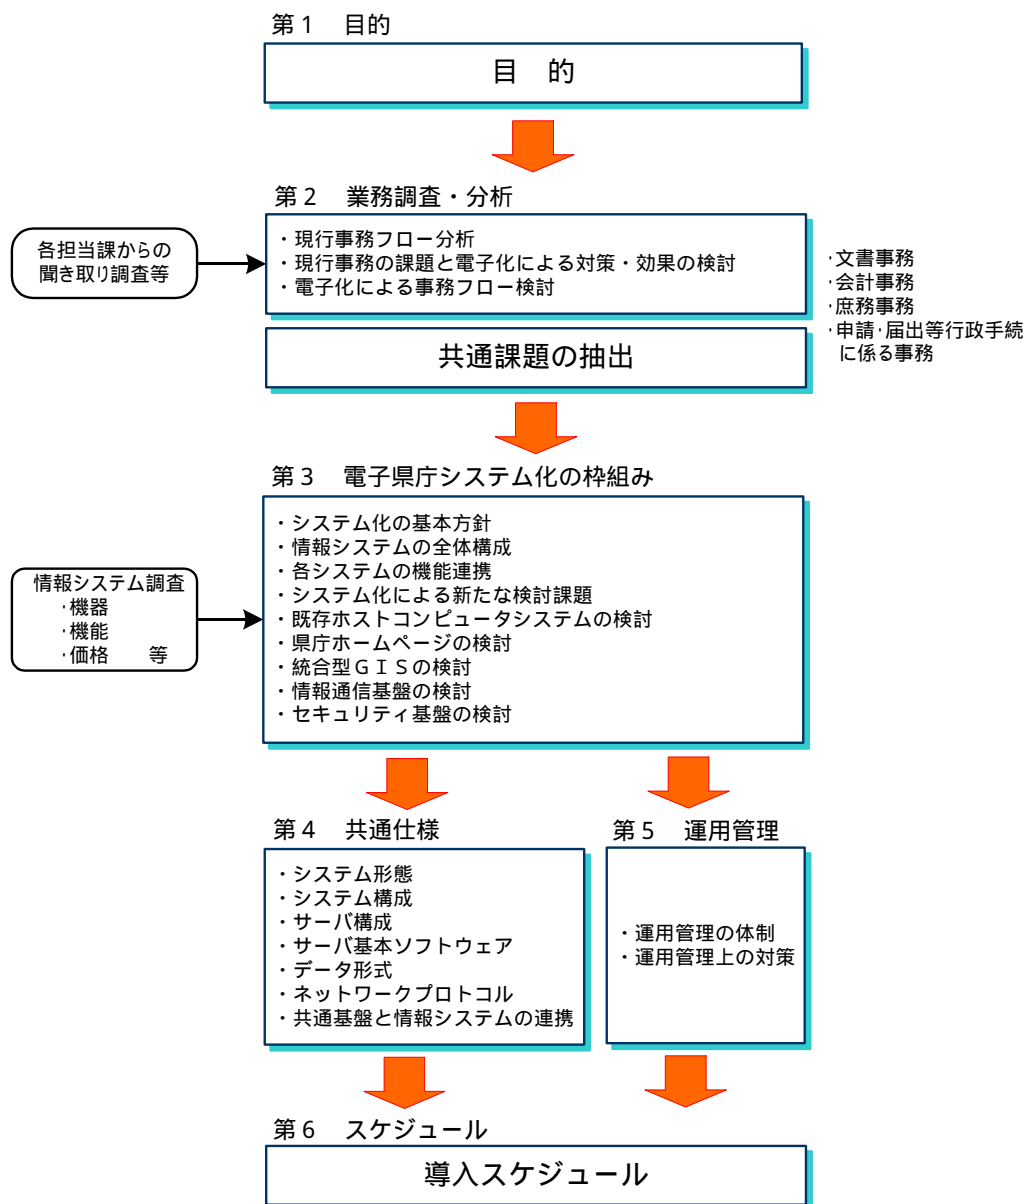 第１　目的
目　的
第２　業務調査・分析
各担当課からの
聞き取り調査等
・現行事務フロー分析
・現行事務の課題と電子化による対策・効果の検討
・電子化による事務フロー検討
・文書事務
・会計事務
・庶務事務
・申請・届出等行政手続
に係る事務
共通課題の抽出
第３　電子県庁システム化の枠組み
情報システム調査
・機器
・機能
・価格　等
・システム化の基本方針
・情報システムの全体構成
・各システムの機能連携
・システム化による新たな検討課題
・既存ホストコンピュータシステムの検討
・県庁ホームページの検討
・統合型ＧＩＳの検討
・情報通信基盤の検討
・セキュリティ基盤の検討
第４　共通仕様
・システム形態
・システム構成
・サーバ構成
・サーバ基本ソフトウェア
・データ形式
・ネットワークプロトコル
・共通基盤と情報システムの連携
第５　運用管理
・運用管理の体制
・運用管理上の対策
第６　スケジュール
導入スケジュール